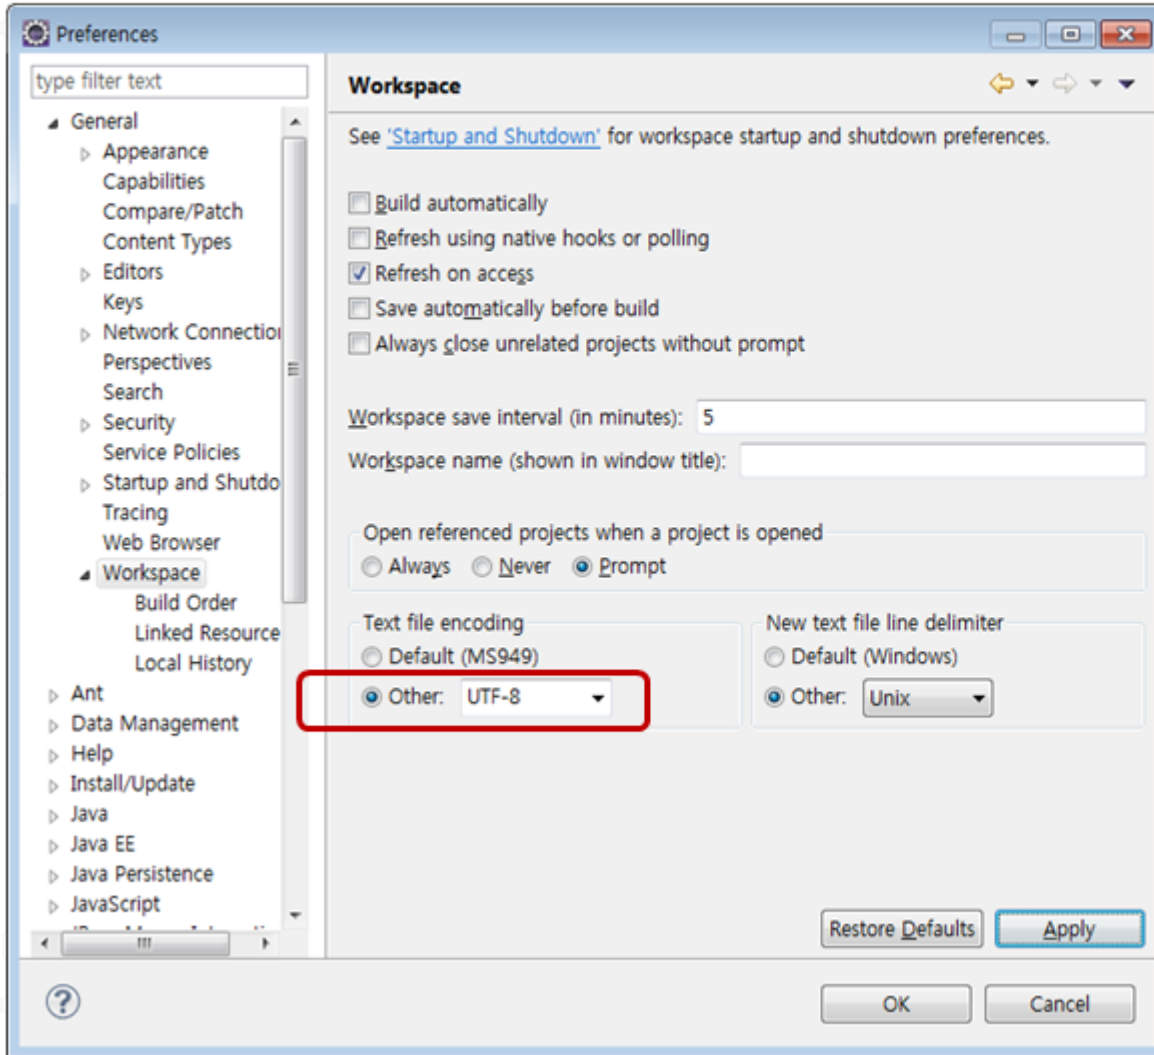 Preferences
type filter text
General
Appearance
Capabilities
Compare/Patch
Content Types
Editors
Keys
Network Connection
Perspectives
Search
Security
Service Policies
Startup and Shutdo
Tracing
Web Browser
Workspace
Build Order
Linked Resource
Local History
Ant
Data Management
Help
Install/Update
Java
Java EE
Java Persistence
JavaScript
Workspace
See 'Startup and Shutdown' for workspace startup and shutdown preferences.
Build automatically
Refresh using native hooks or polling
Refresh on access
Save automatically before build
Always close unrelated projects without prompt
Workspace save interval (in minutes): 5
Workspace name (shown in window title):
Open referenced projects when a project is opened
Always Never Prompt
Text file encoding
Default (MS949)
Other: UTF-8
New text file line delimiter
Default (Windows)
Other: Unix
Restore Defaults Apply
OK Cancel